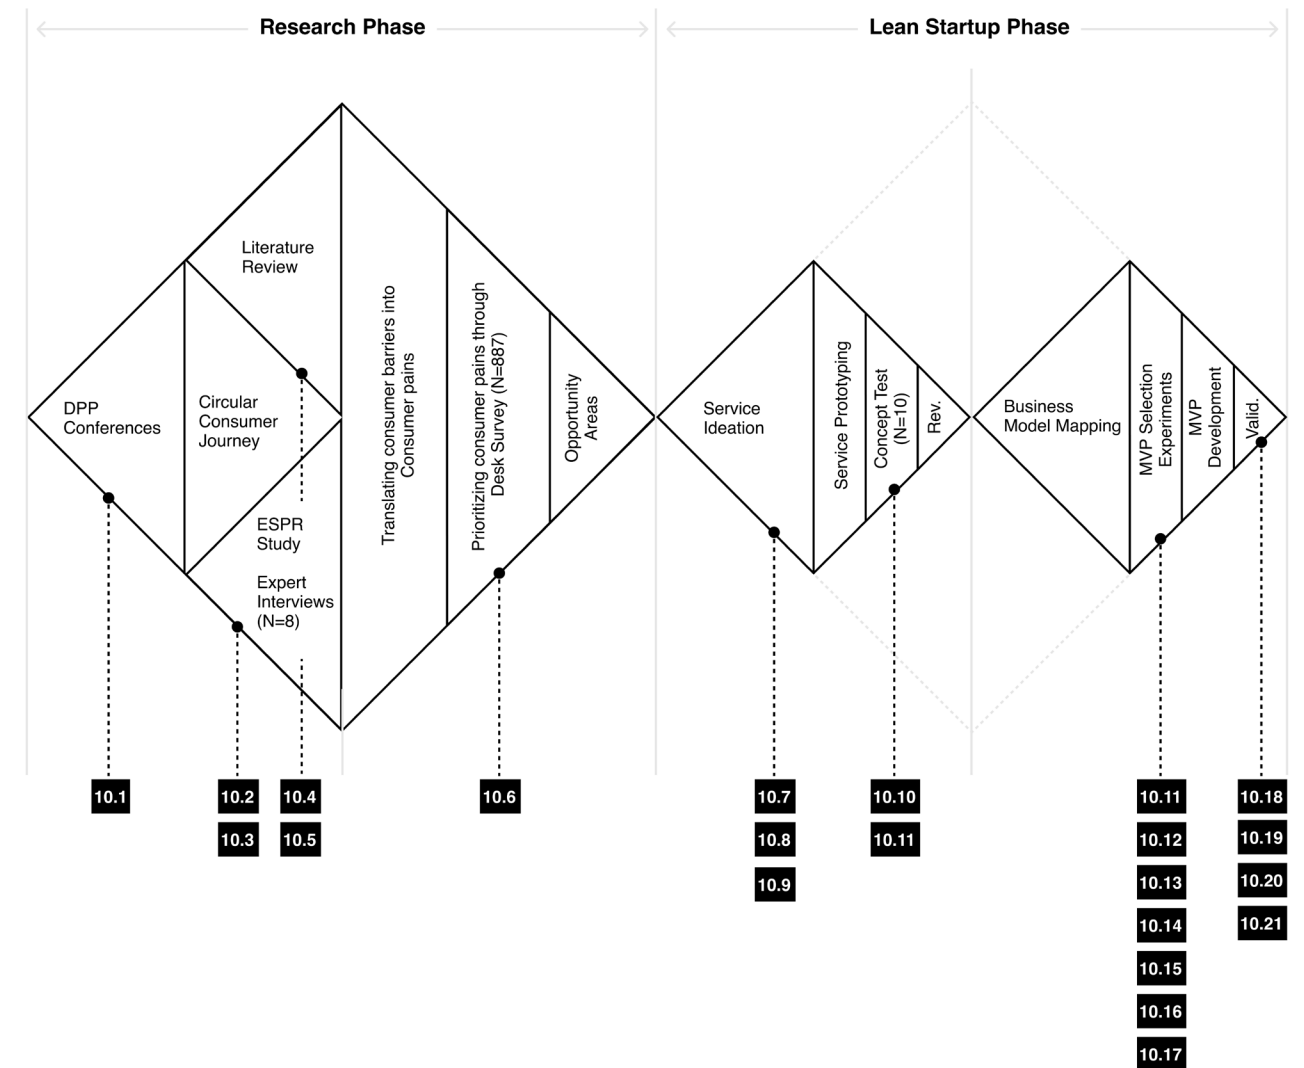 Research Phase
Lean Startup Phase
Literature
Review
DPP
Conferences
Circular
Consumer
Journey
ESPR
Study
Expert
Interviews
(N=8)
Translating consumer barriers into
Consumer pains
Prioritizing consumer pains through
Desk Survey (N=887)
Opportunity
Areas
Service
Ideation
Service Prototyping
Concept Test
(N=10)
Rev.
Business
Model Mapping
MVP Selection
Experiments
MVP
Development
Valid.
10.1
10.2
10.3
10.4
10.5
10.6
10.7
10.8
10.9
10.10
10.11
10.11
10.12
10.13
10.14
10.15
10.16
10.17
10.18
10.19
10.20
10.21